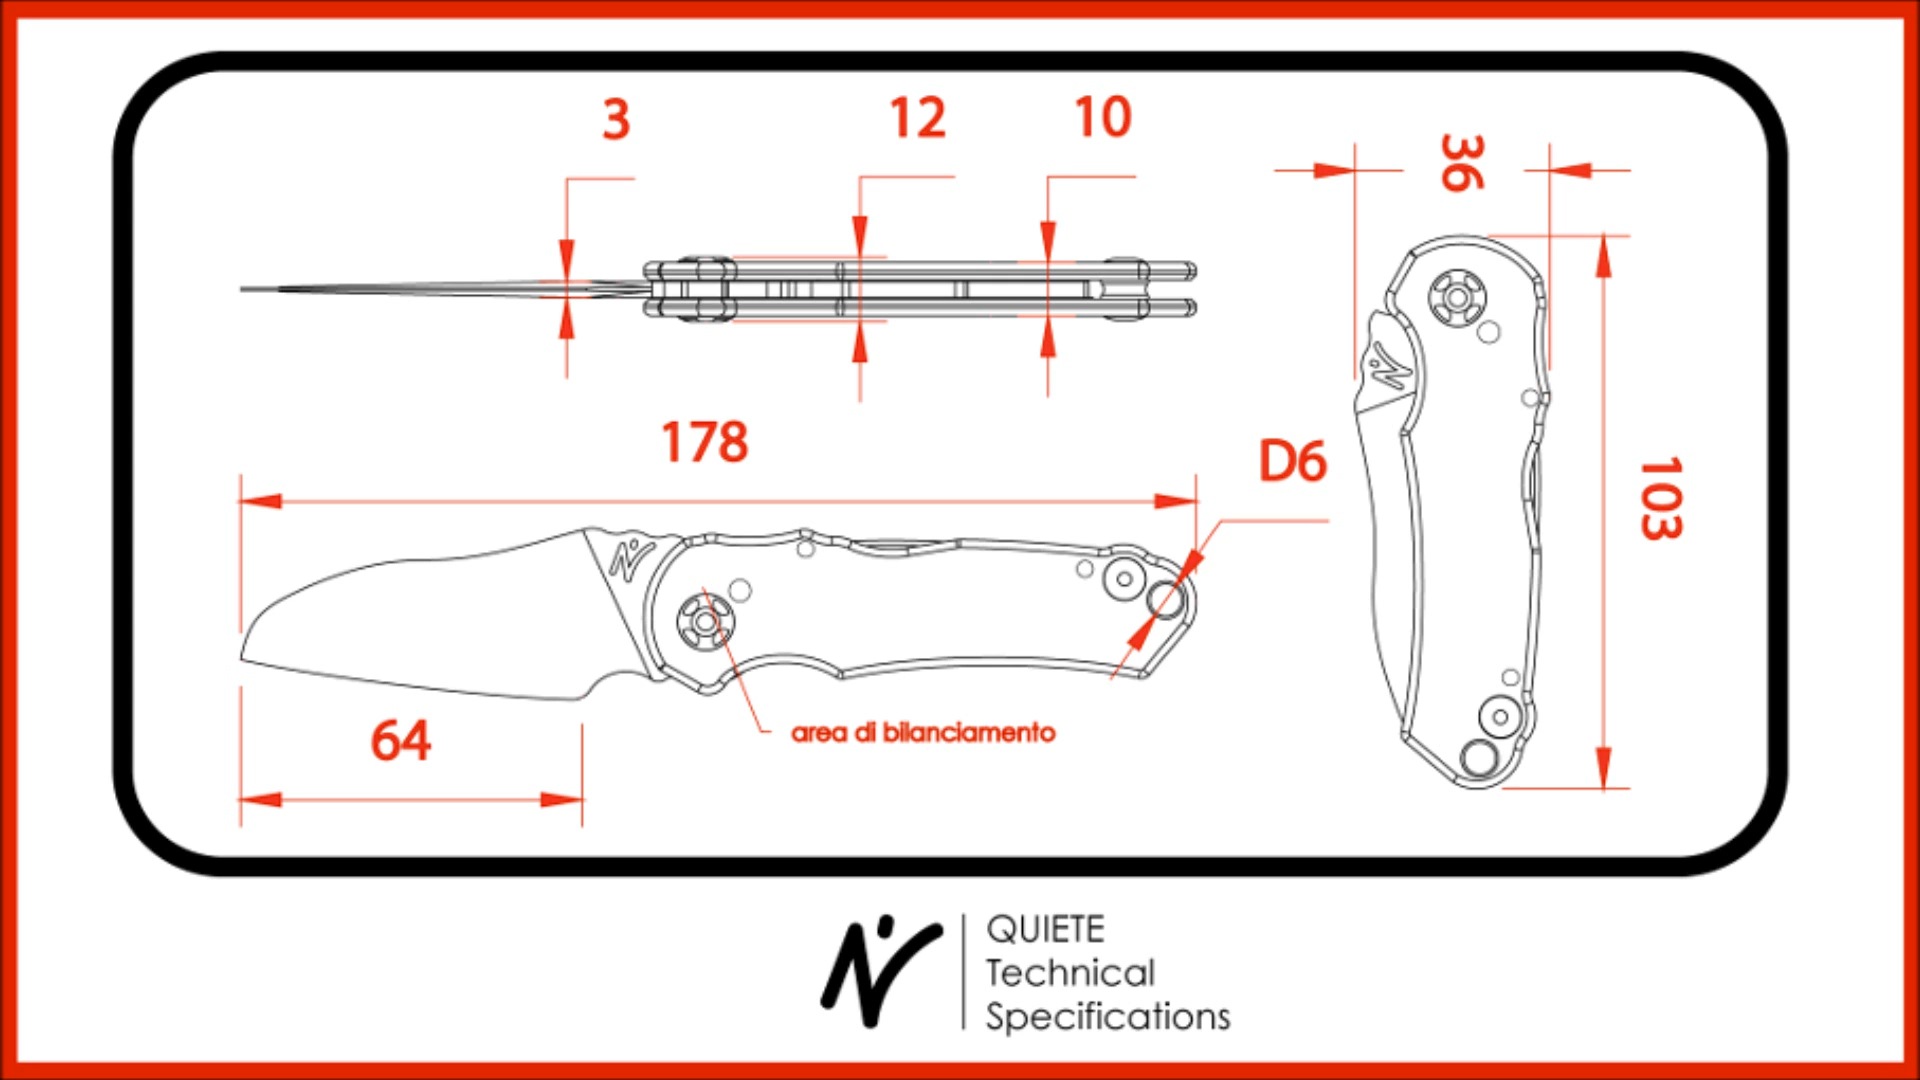 3
12
10
36
178
D6
103
64
area di bilanciamento
QUIETE
Technical
Specifications